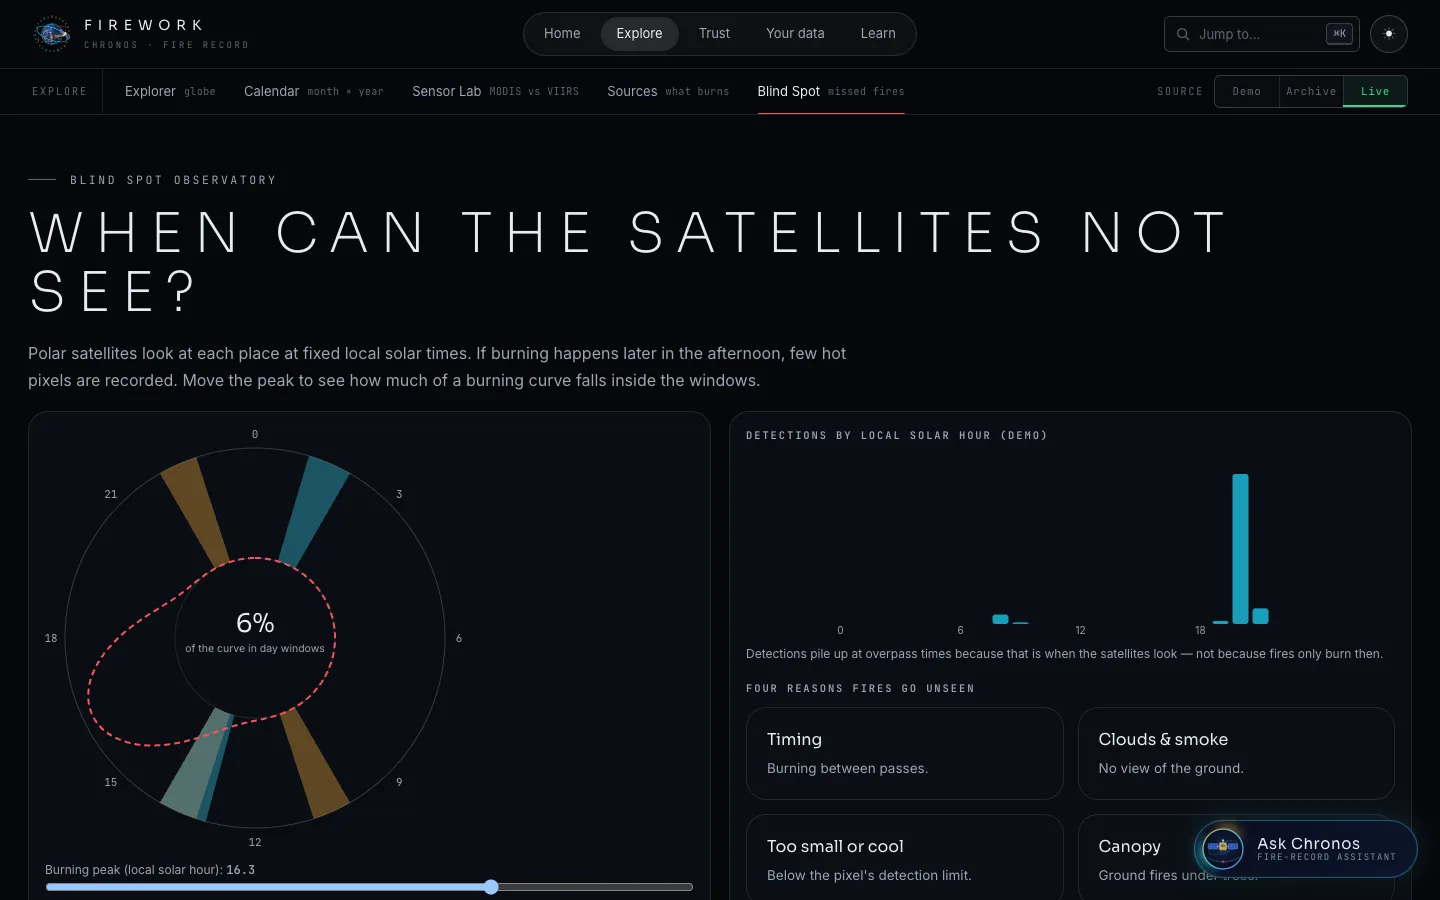 FIREWORK
CHRONOS · FIRE RECORD
Home
Explore
Trust
Your data
Learn
Jump to...
⌘K
EXPLORE
Explorer globe
Calendar month × year
Sensor Lab MODIS vs VIIRS
Sources what burns
Blind Spot missed fires
SOURCE
Demo
Archive
Live
BLIND SPOT OBSERVATORY
WHEN CAN THE SATELLITES NOT
SEE?
Polar satellites look at each place at fixed local solar times. If burning happens later in the afternoon, few hot
pixels are recorded. Move the peak to see how much of a burning curve falls inside the windows.
0
21
3
6%
of the curve in day windows
18
6
15
9
12
Burning peak (local solar hour): 16.3
DETECTIONS BY LOCAL SOLAR HOUR (DEMO)
0
6
12
18
Detections pile up at overpass times because that is when the satellites look — not because fires only burn then.
FOUR REASONS FIRES GO UNSEEN
Timing
Burning between passes.
Clouds & smoke
No view of the ground.
Too small or cool
Below the pixel's detection limit.
Canopy
Ground fires under
Ask Chronos
FIRE-RECORD ASSISTANT